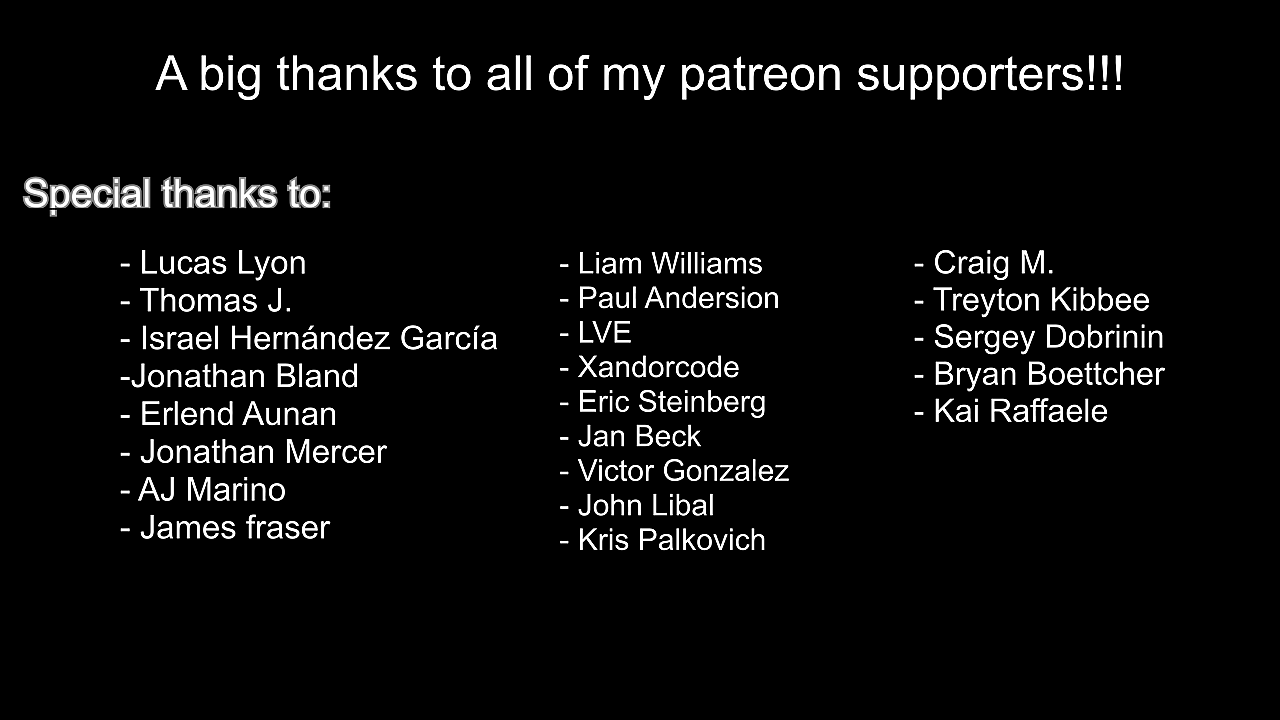 A big thanks to all of my patreon supporters!!!
Special thanks to:
- Lucas Lyon
- Thomas J.
- Israel Hernández García
-Jonathan Bland
- Erlend Aunan
- Jonathan Mercer
- AJ Marino
- James fraser
- Liam Williams
- Paul Andersion
- LVE
- Xandorcode
- Eric Steinberg
- Jan Beck
- Victor Gonzalez
- John Libal
- Kris Palkovich
- Craig M.
- Treyton Kibbee
- Sergey Dobrinin
- Bryan Boettcher
- Kai Raffaele